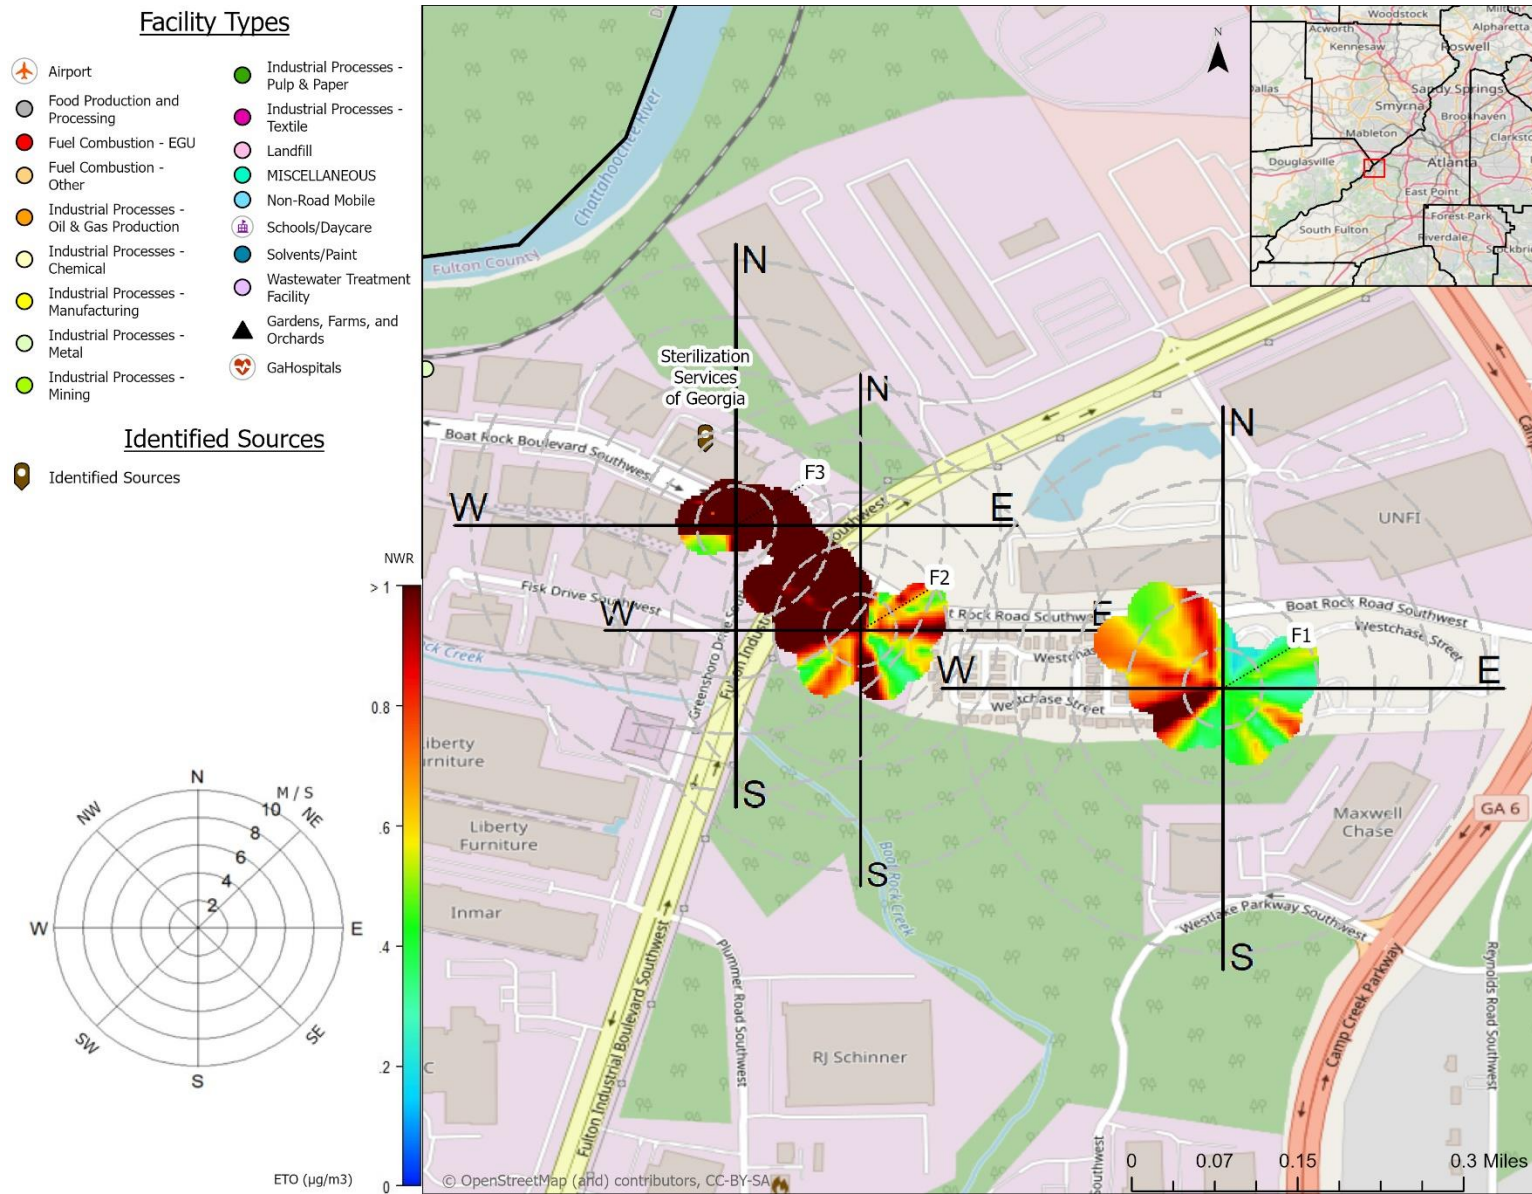 Facility Types
Airport
Food Production and
Processing
Fuel Combustion - EGU
Fuel Combustion -
Other
Industrial Processes -
Oil & Gas Production
Industrial Processes -
Chemical
Industrial Processes -
Manufacturing
Industrial Processes -
Metal
Industrial Processes -
Mining
Industrial Processes -
Pulp & Paper
Industrial Processes -
Textile
Landfill
MISCELLANEOUS
Non-Road Mobile
Schools/Daycare
Solvents/Paint
Wastewater Treatment
Facility
Gardens, Farms, and
Orchards
GaHospitals
Identified Sources
Identified Sources
NWR
> 1
0.8
.6
.4
.2
0
ETO (µg/m3)
N
M / S
NW
NE
10
8
6
4
2
W
E
SW
SE
S
Chattahoochee River
Fulton County
N
Woodstock
Acworth
Kennesaw
Alpharetta
Roswell
Sandy Springs
Smyrna
Brookhaven
Mableton
Douglasville
Atlanta
East Point
Forest Park
South Fulton
Riverdale
N
Sterilization
Services
of Georgia
N
N
Boat Rock Boulevard Southwest
F3
W
E
UNFI
Fisk Drive Southwest
F2
W
E
Boat Rock Road Southwest
Westchase Street
F1
W
E
Westchase Street
Greensboro Drive
S
Liberty
Furniture
Maxwell
Chase
GA 6
Boat Rock Creek
S
Inmar
Westlake Parkway Southwest
S
Plummer Road Southwest
Reynolds Road Southwest
Camp Creek Parkway
Fulton Industrial Boulevard Southwest
RJ Schinner
0
0.07
0.15
0.3 Miles
© OpenStreetMap (and) contributors, CC-BY-SA